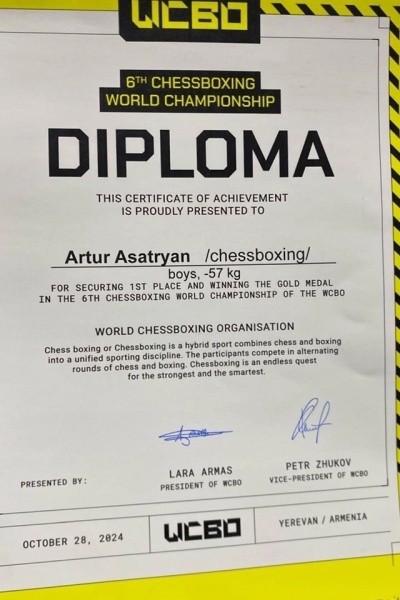 WCBO
6TH CHESSBOXING
WORLD CHAMPIONSHIP
DIPLOMA
THIS CERTIFICATE OF ACHIEVEMENT
IS PROUDLY PRESENTED TO
Artur Asatryan /chessboxing/
boys, -57 kg
FOR SECURING 1ST PLACE AND WINNING THE GOLD MEDAL
IN THE 6TH CHESSBOXING WORLD CHAMPIONSHIP OF THE WCBO
WORLD CHESSBOXING ORGANISATION
Chess boxing or Chessboxing is a hybrid sport combines chess and boxing
into a unified sporting discipline. The participants compete in alternating
rounds of chess and boxing. Chessboxing is an endless quest
for the strongest and the smartest.
PRESENTED BY:
LARA ARMAS
PRESIDENT OF WCBO
PETR ZHUKOV
VICE-PRESIDENT OF WCBO
OCTOBER 28, 2024
WCBO
YEREVAN / ARMENIA